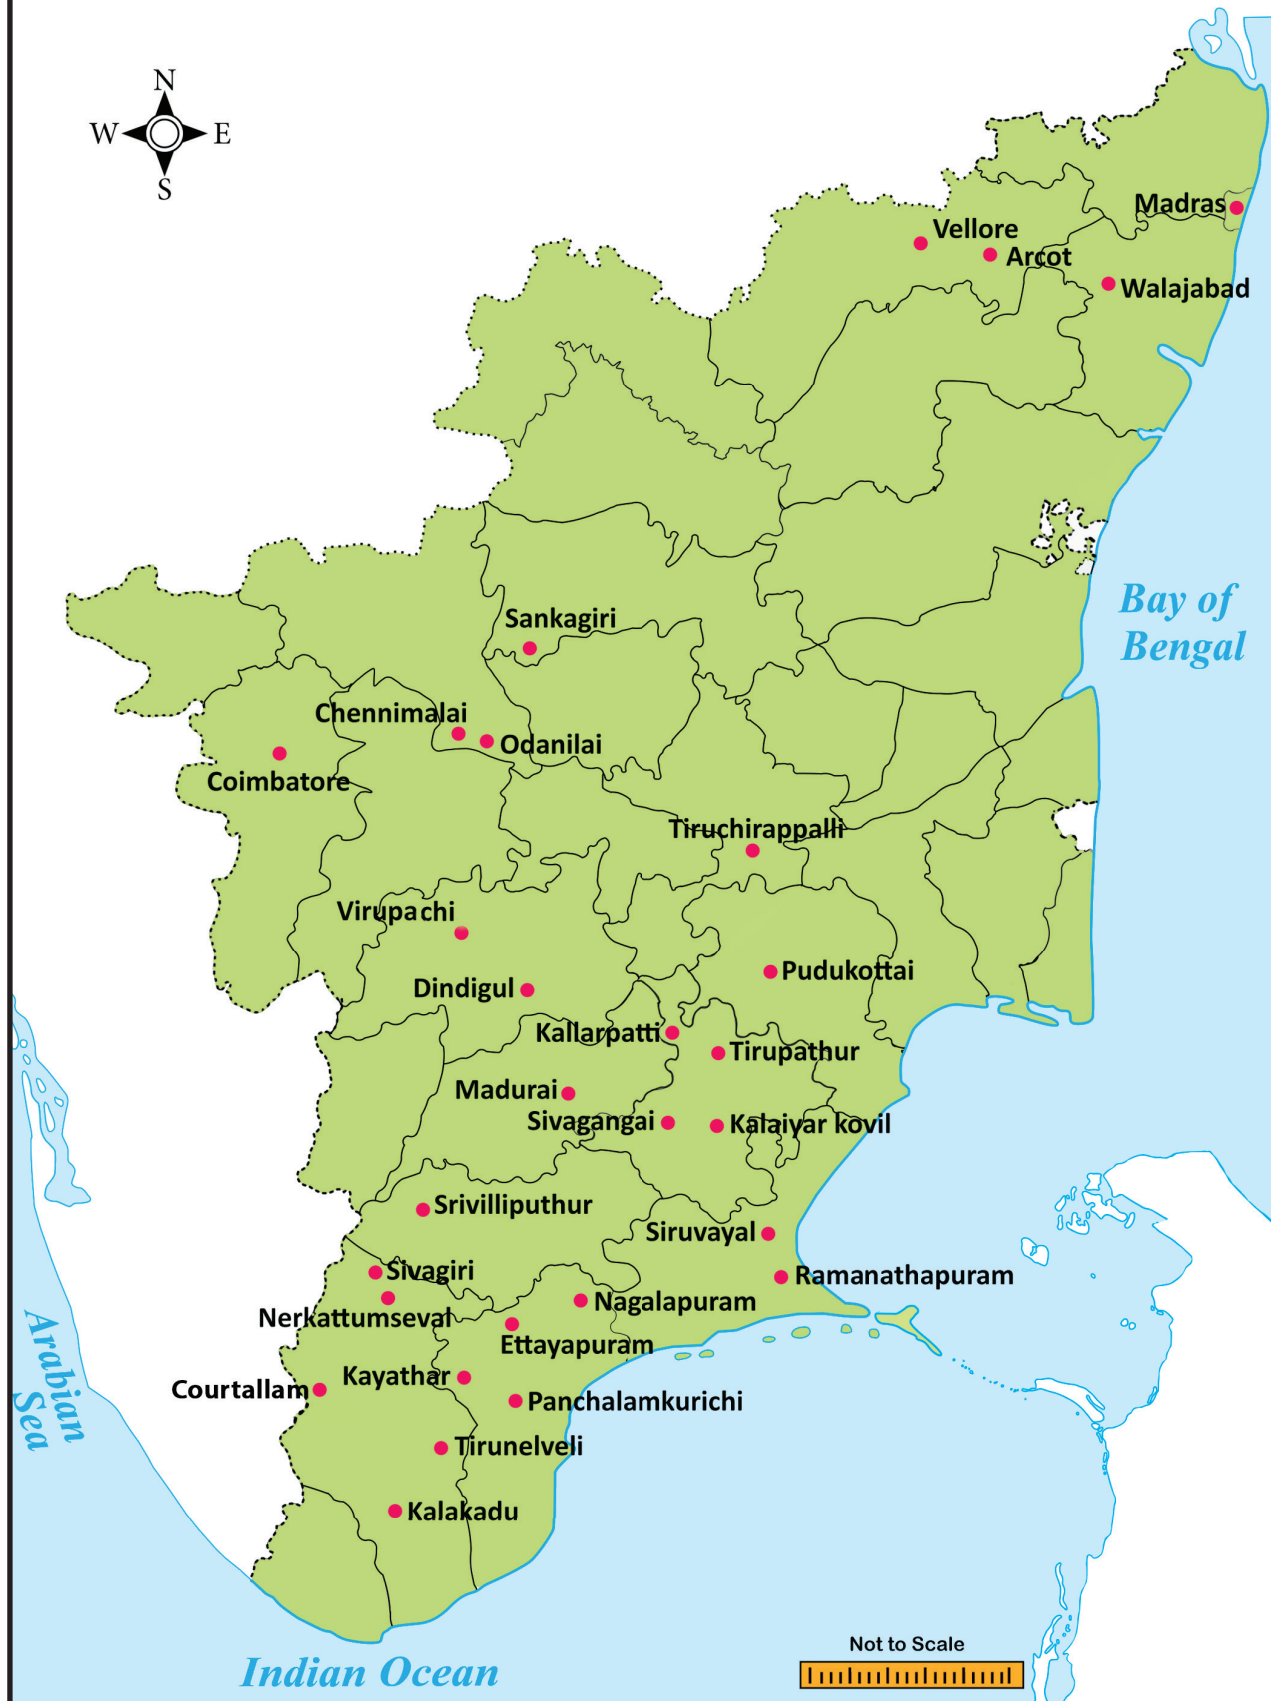 N
W E
S
Madras
Vellore
Arcot
Walajabad
Bay of
Bengal
Sankagiri
Chennimalai
Odanilai
Coimbatore
Tiruchirappalli
Virupachi
Pudukottai
Dindigul
Kallarpatti
Tirupathur
Madurai
Sivagangai
Kalaiyar kovil
Srivilliputhur
Siruvayal
Sivagiri
Ramanathapuram
Nagalapuram
Nerkattumseval
Ettayapuram
Kayathar
Courtallam
Panchalamkurichi
Arabian
Sea
Tirunelveli
Kalakadu
Not to Scale
Indian Ocean